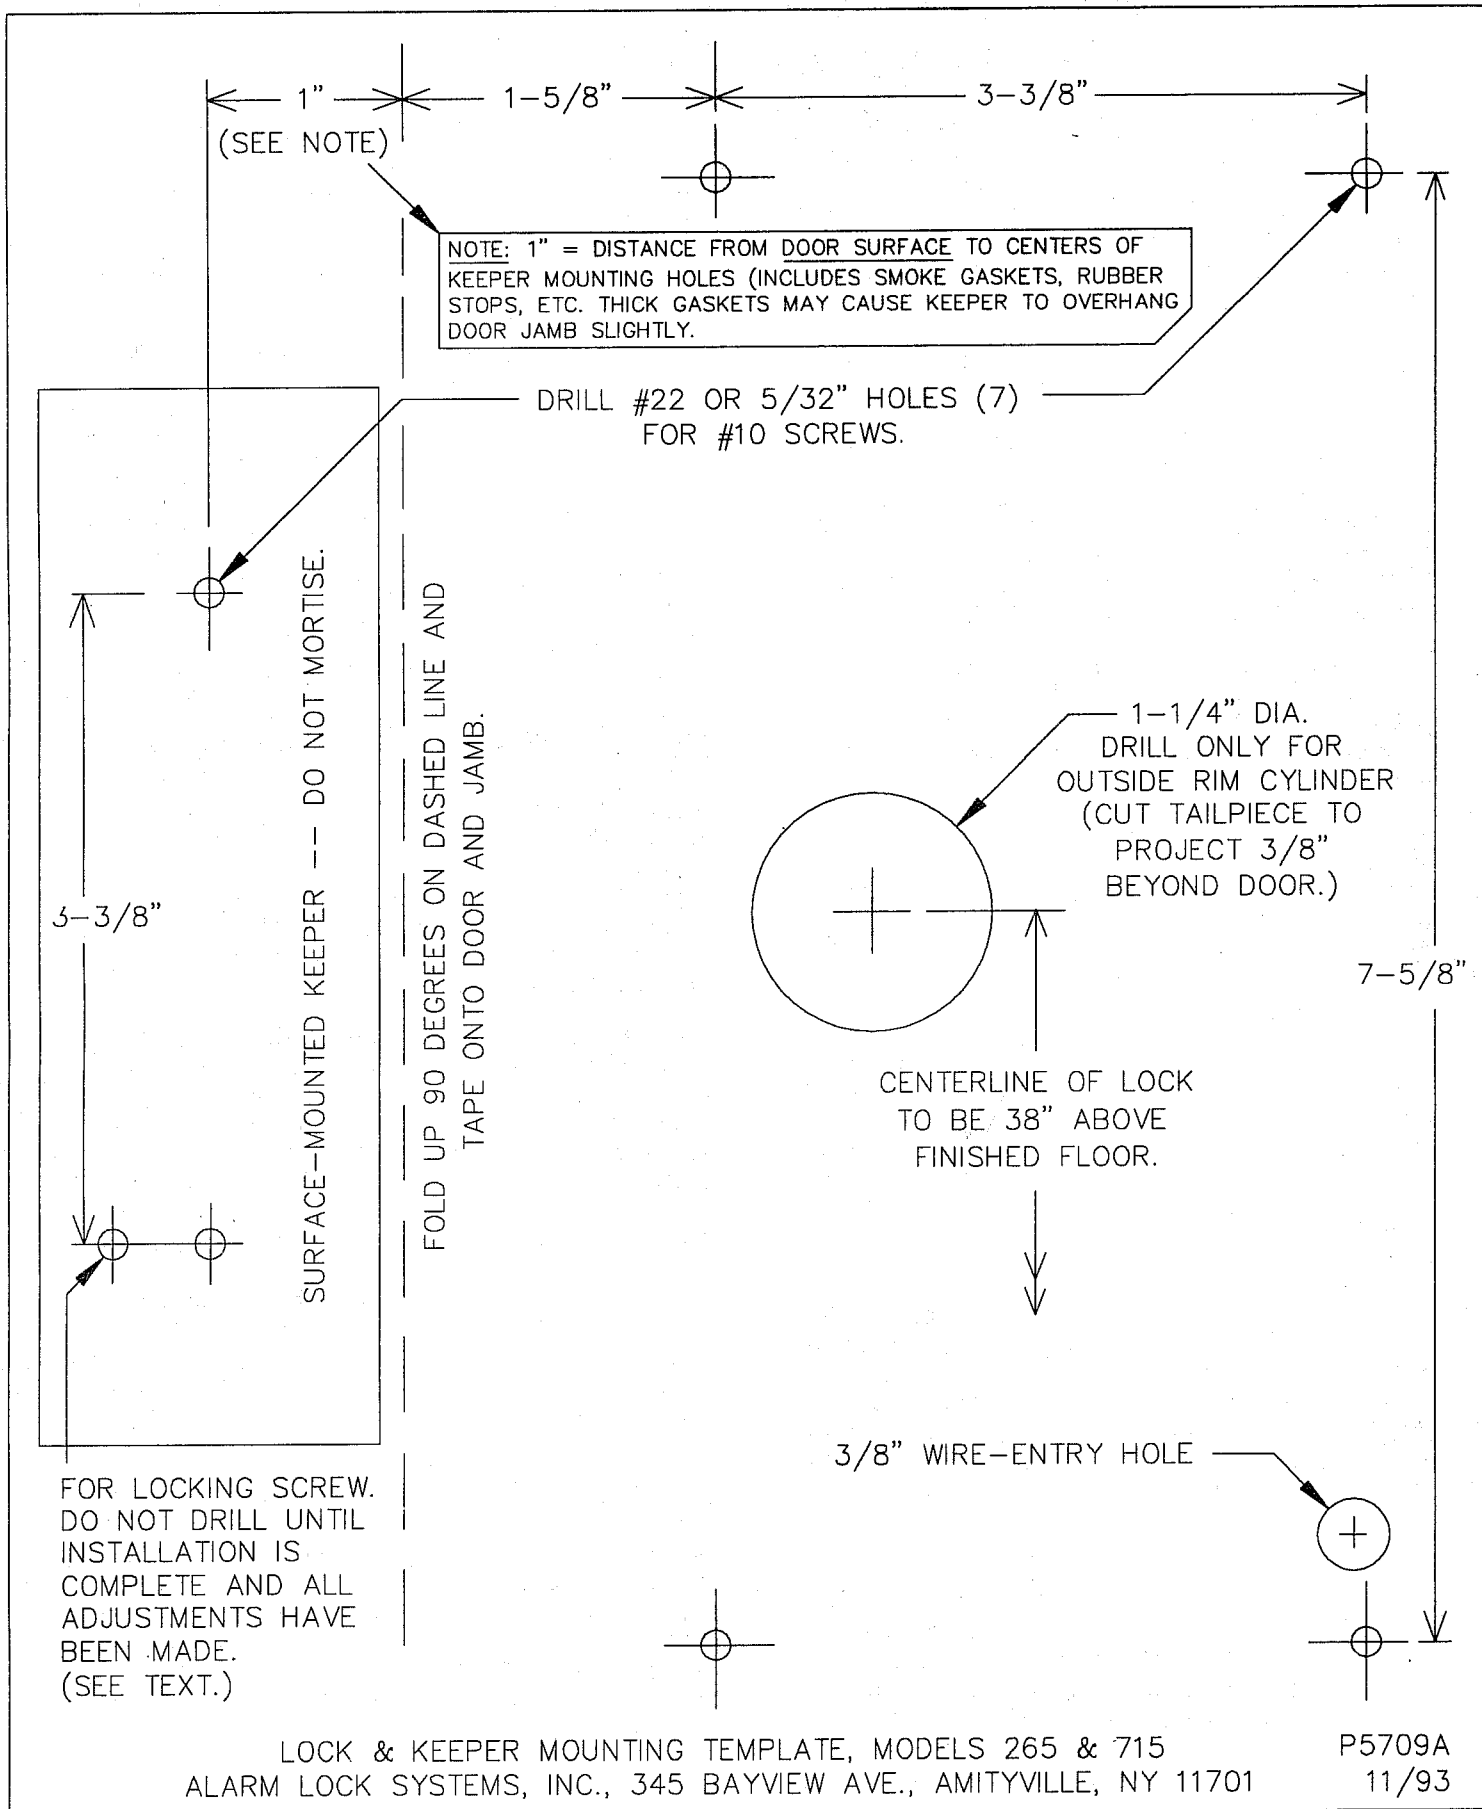 1"
1-5/8"
3-3/8"
(SEE NOTE)
NOTE: 1" = DISTANCE FROM DOOR SURFACE TO CENTERS OF
KEEPER MOUNTING HOLES (INCLUDES SMOKE GASKETS, RUBBER
STOPS, ETC. THICK GASKETS MAY CAUSE KEEPER TO OVERHANG
DOOR JAMB SLIGHTLY.
DRILL #22 OR 5/32" HOLES (7)
FOR #10 SCREWS.
3-3/8"
SURFACE-MOUNTED KEEPER -- DO NOT MORTISE.
FOLD UP 90 DEGREES ON DASHED LINE AND
TAPE ONTO DOOR AND JAMB.
1-1/4" DIA.
DRILL ONLY FOR
OUTSIDE RIM CYLINDER
(CUT TAILPIECE TO
PROJECT 3/8"
BEYOND DOOR.)
7-5/8"
CENTERLINE OF LOCK
TO BE 38" ABOVE
FINISHED FLOOR.
3/8" WIRE-ENTRY HOLE
FOR LOCKING SCREW.
DO NOT DRILL UNTIL
INSTALLATION IS
COMPLETE AND ALL
ADJUSTMENTS HAVE
BEEN MADE.
(SEE TEXT.)
LOCK & KEEPER MOUNTING TEMPLATE, MODELS 265 & 715
ALARM LOCK SYSTEMS, INC., 345 BAYVIEW AVE., AMITYVILLE, NY 11701
P5709A
11/93